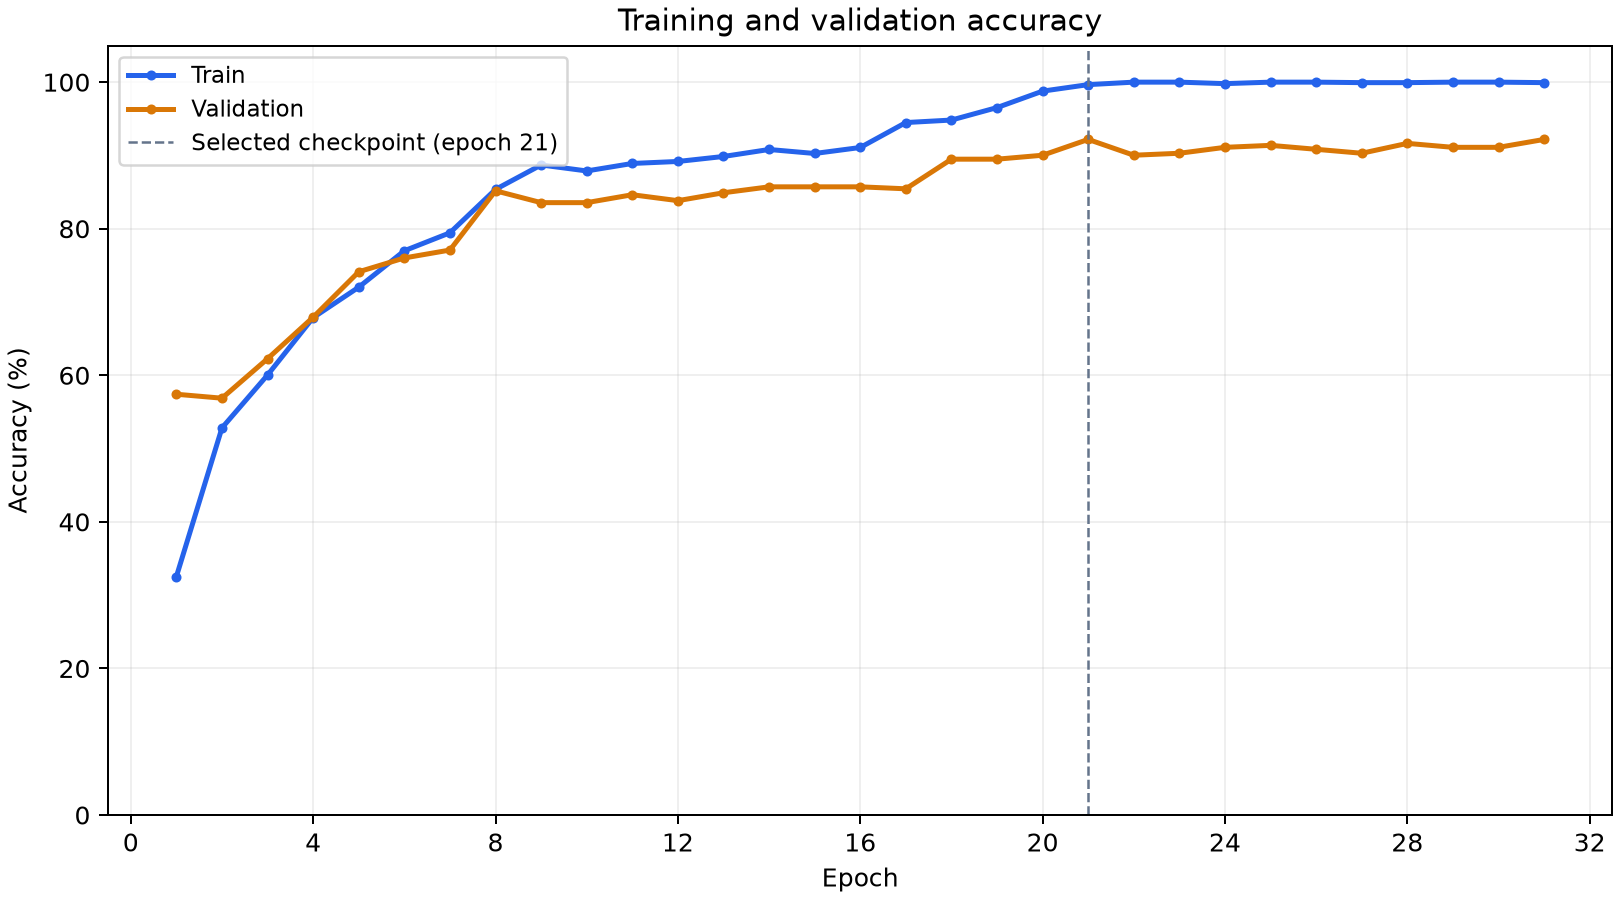 Training and validation accuracy
Train
Validation
Selected checkpoint (epoch 21)
Accuracy (%)
100
80
60
40
20
0
0 4 8 12 16 20 24 28 32
Epoch